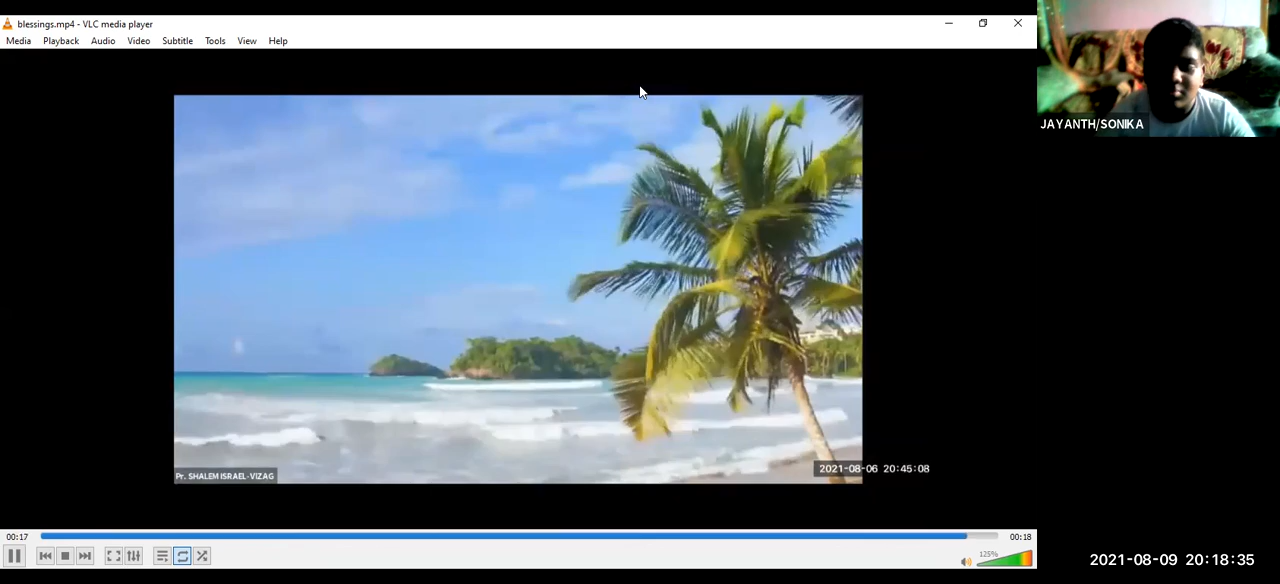 blessings.mp4 - VLC media player
Media Playback Audio Video Subtitle Tools View Help
JAYANTH/SONIKA
Pr. SHALEM ISRAEL-VIZAG
2021-08-06 20:45:08
00:17
00:18
125%
2021-08-09 20:18:35